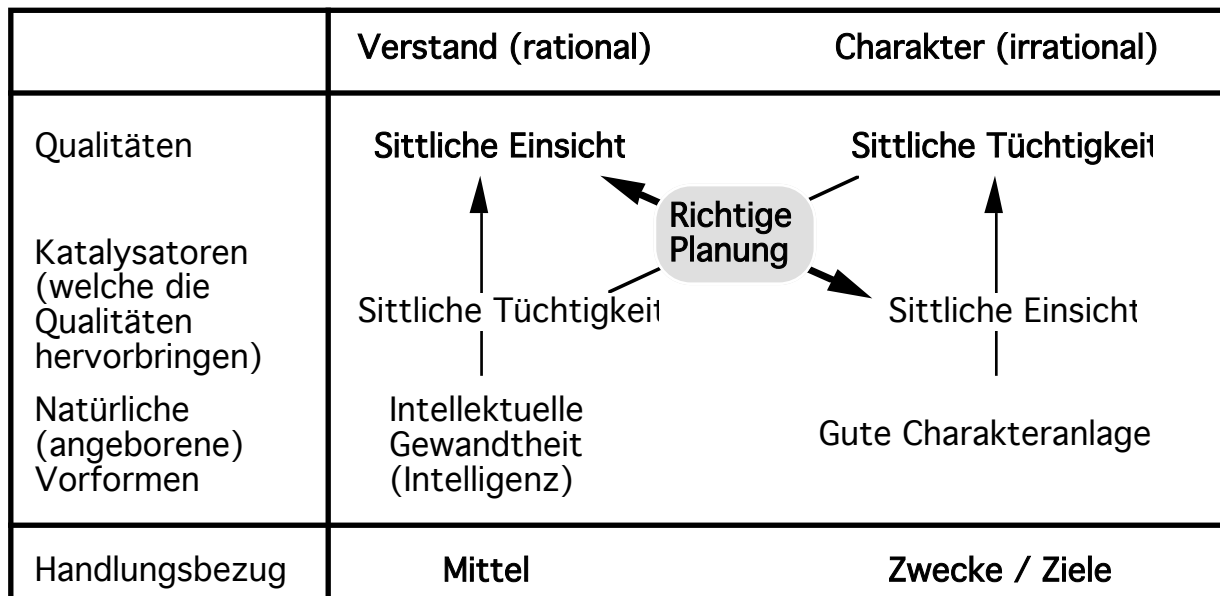 Verstand (rational) Charakter (irrational)
Qualitäten Sittliche Einsicht Sittliche Tüchtigkeit
Richtige
Planung
Katalysatoren
(welche die
Qualitäten
hervorbringen)
Sittliche Tüchtigkeit Sittliche Einsicht
Natürliche
(angeborene)
Vorformen
Intellektuelle
Gewandtheit
(Intelligenz)
Gute Charakteranlage
Handlungsbezug Mittel Zwecke / Ziele